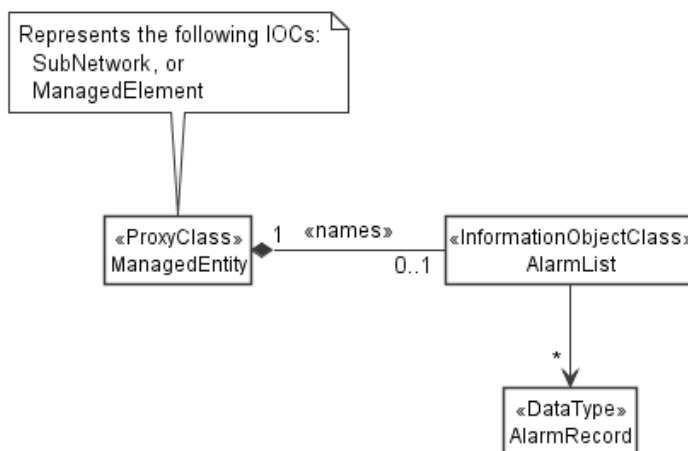 Represents the following IOCs:
SubNetwork, or
ManagedElement
«ProxyClass»
ManagedEntity
1
«names»
0..1
«InformationObjectClass»
AlarmList
*
«DataType»
AlarmRecord